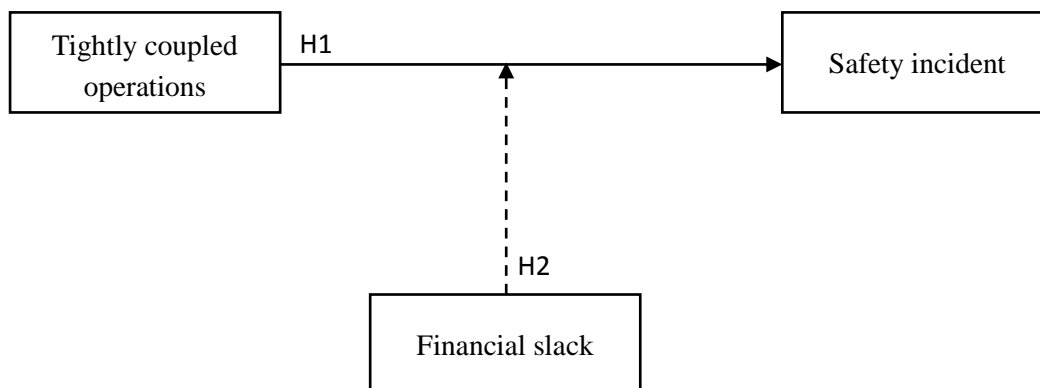 Tightly coupled
operations
H1
Safety incident
H2
Financial slack